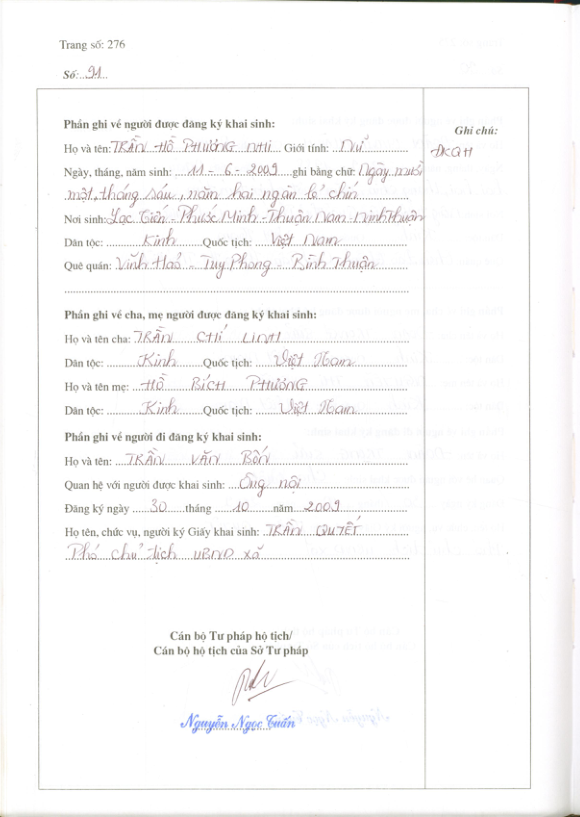 Trang số: 276
Số: 91
Phần ghi về người được đăng ký khai sinh:
Ghi chú:
Họ và tên: TRẦN HỒ PHƯƠNG NHI Giới tính: Nữ
ĐKQH
Ngày, tháng, năm sinh: 11 - 6 - 2009 ghi bằng chữ: Ngày mười
một, tháng sáu, năm hai ngàn lẻ chín
Nơi sinh: Lạc Tiến - Phước Minh - Thuận Nam - Ninh Thuận
Dân tộc: Kinh Quốc tịch: Việt Nam
Quê quán: Vĩnh Hảo - Tuy Phong - Bình Thuận
Phần ghi về cha, mẹ người được đăng ký khai sinh:
Họ và tên cha: TRẦN CHÍ LINH
Dân tộc: Kinh Quốc tịch: Việt Nam
Họ và tên mẹ: HỒ BÍCH PHƯƠNG
Dân tộc: Kinh Quốc tịch: Việt Nam
Phần ghi về người đi đăng ký khai sinh:
Họ và tên: TRẦN VĂN BỐN
Quan hệ với người được khai sinh: Ông nội
Đăng ký ngày 30 tháng 10 năm 2009
Họ tên, chức vụ, người ký Giấy khai sinh: TRẦN QUYẾT
Phó chủ tịch UBND xã
Cán bộ Tư pháp hộ tịch/
Cán bộ hộ tịch của Sở Tư pháp
Nguyễn Ngọc Tuấn